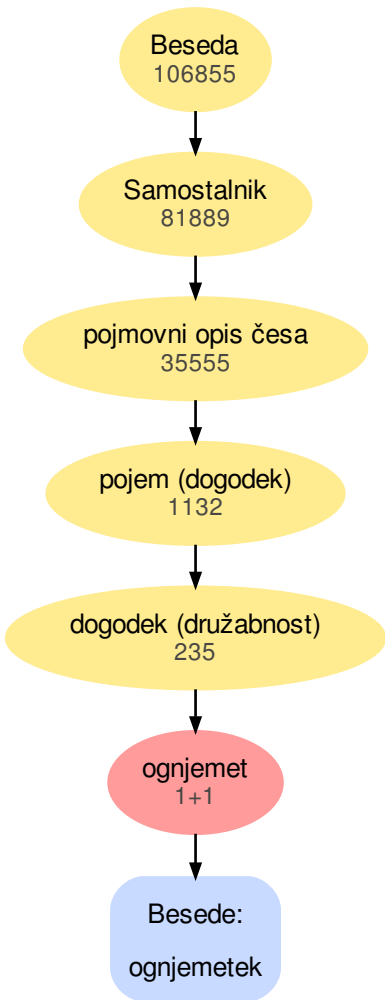 Beseda
106855
Samostalnik
81889
pojmovni opis česa
35555
pojem (dogodek)
1132
dogodek (družabnost)
235
ognjemet
1+1
Besede:
ognjemetek